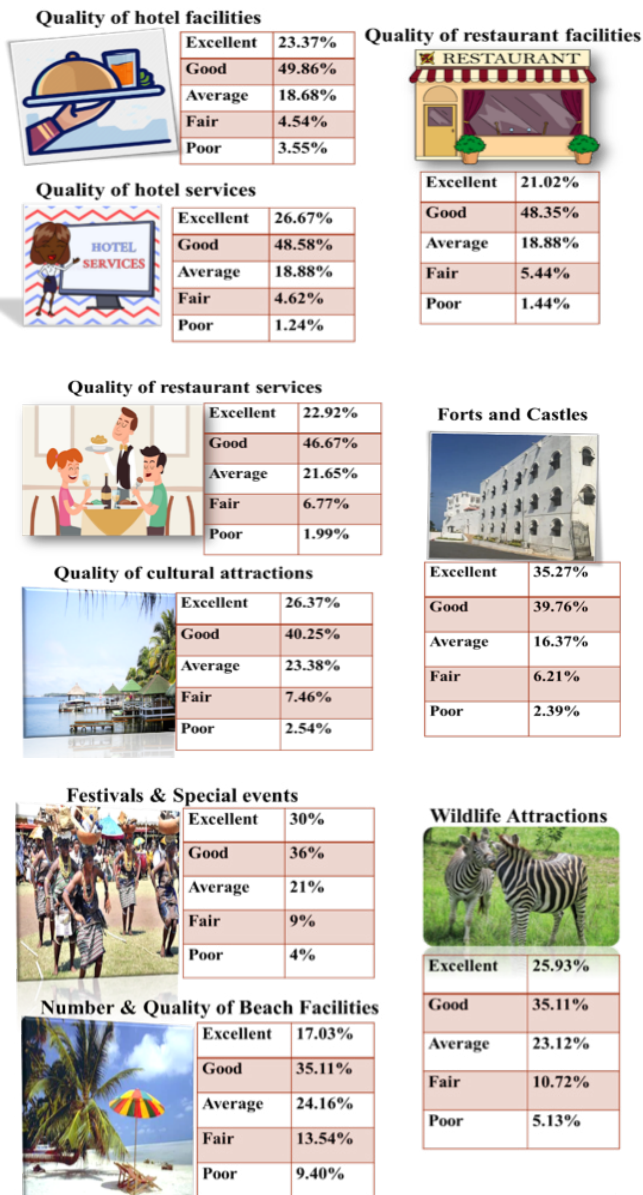 Quality of hotel facilities
Excellent 23.37%
Good 49.86%
Average 18.68%
Fair 4.54%
Poor 3.55%
Quality of restaurant facilities
RESTAURANT
Excellent 21.02%
Good 48.35%
Average 18.88%
Fair 5.44%
Poor 1.44%
Quality of hotel services
HOTEL
SERVICES
Excellent 26.67%
Good 48.58%
Average 18.88%
Fair 4.62%
Poor 1.24%
Quality of restaurant services
Excellent 22.92%
Good 46.67%
Average 21.65%
Fair 6.77%
Poor 1.99%
Forts and Castles
Excellent 35.27%
Good 39.76%
Average 16.37%
Fair 6.21%
Poor 2.39%
Quality of cultural attractions
Excellent 26.37%
Good 40.25%
Average 23.38%
Fair 7.46%
Poor 2.54%
Festivals & Special events
Excellent 30%
Good 36%
Average 21%
Fair 9%
Poor 4%
Wildlife Attractions
Excellent 25.93%
Good 35.11%
Average 23.12%
Fair 10.72%
Poor 5.13%
Number & Quality of Beach Facilities
Excellent 17.03%
Good 35.11%
Average 24.16%
Fair 13.54%
Poor 9.40%